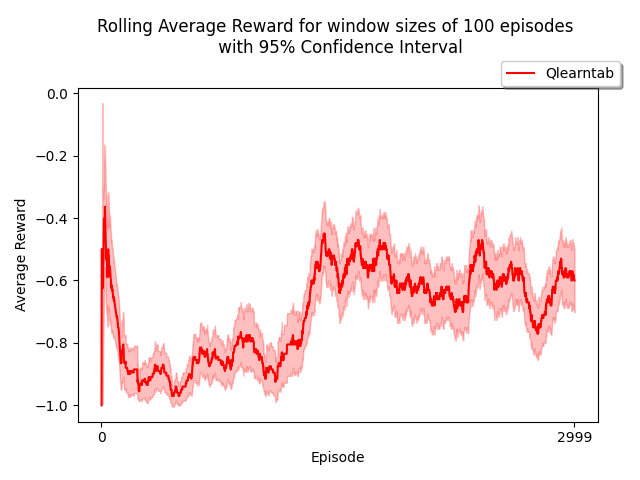 Rolling Average Reward for window sizes of 100 episodes
with 95% Confidence Interval
Qlearntab
0.0
−0.2
−0.4
−0.6
−0.8
−1.0
Average Reward
0
2999
Episode